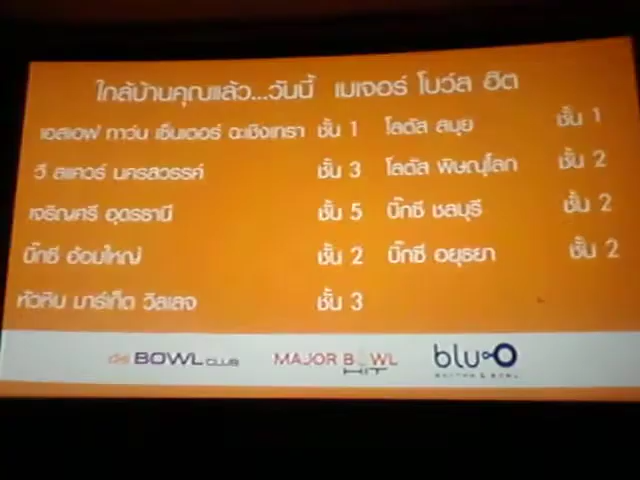 ใกล้บ้านคุณแล้ว...วันนี้ เมเจอร์ โบว์ล ฮิต
เอสเอฟ ทาวน์ เซ็นเตอร์ ฉะเชิงเทรา ชั้น 1 โลตัส สมุย ชั้น 1
วี สแควร์ นครสวรรค์ ชั้น 3 โลตัส พิษณุโลก ชั้น 2
เจริญศรี อุดรธานี ชั้น 5 บิ๊กซี ชลบุรี ชั้น 2
บิ๊กซี อ้อมใหญ่ ชั้น 2 บิ๊กซี อยุธยา ชั้น 2
หัวหิน มาร์เก็ต วิลเลจ ชั้น 3
BOWL CLUB MAJOR BOWL HIT blu-O